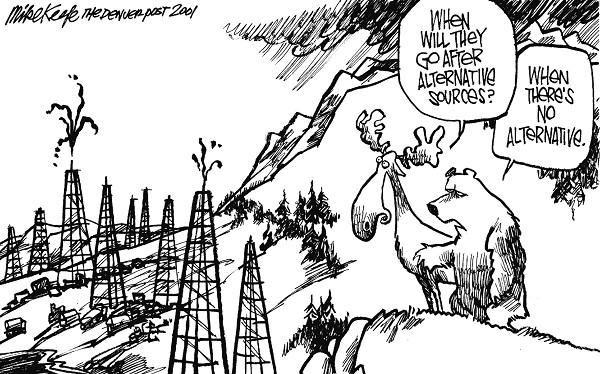 Mike Keefe THE DENVER POST 2001
WHEN
WILL THEY
GO AFTER
ALTERNATIVE
SOURCES?
WHEN
THERE'S
NO
ALTERNATIVE.